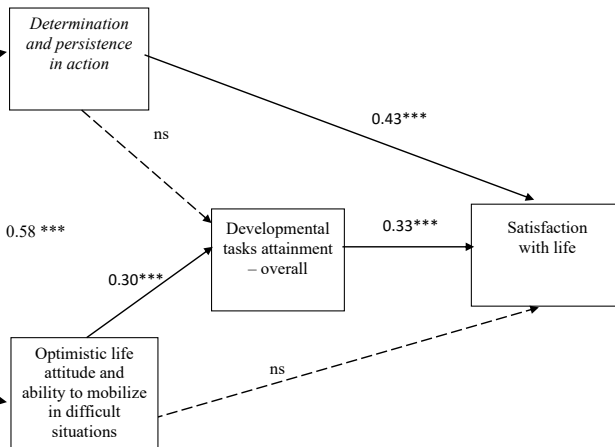 Determination
and persistence
in action
0.43***
ns
Developmental
tasks attainment
– overall
0.33***
Satisfaction
with life
0.58 ***
0.30***
Optimistic life
attitude and
ability to mobilize
in difficult
situations
ns